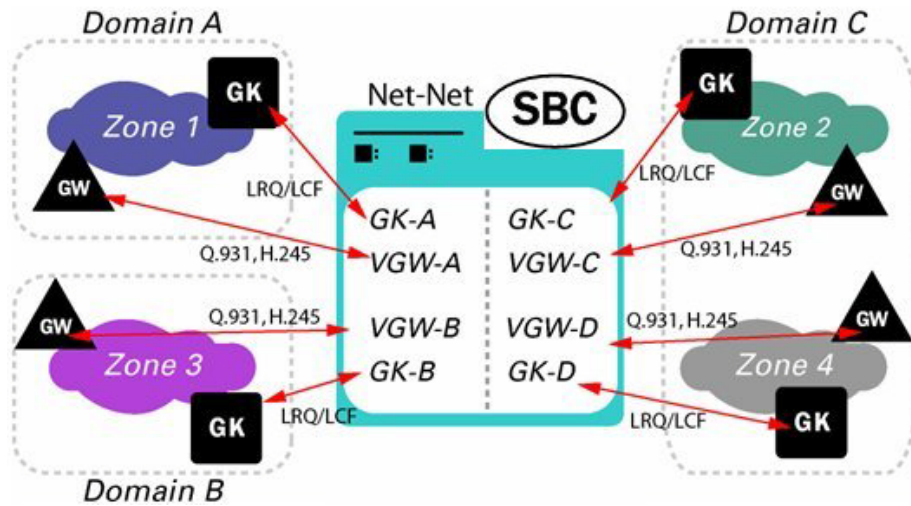 Domain A
Domain C
GK
Net-Net
SBC
GK
Zone 1
Zone 2
LRQ/LCF
LRQ/LCF
GW
GW
GK-A
GK-C
Q.931, H.245
VGW-A
VGW-C
Q.931, H.245
GW
Q.931, H.245
VGW-B
VGW-D
Q.931, H.245
GW
Zone 3
GK-B
GK-D
Zone 4
GK
LRQ/LCF
LRQ/LCF
GK
Domain B